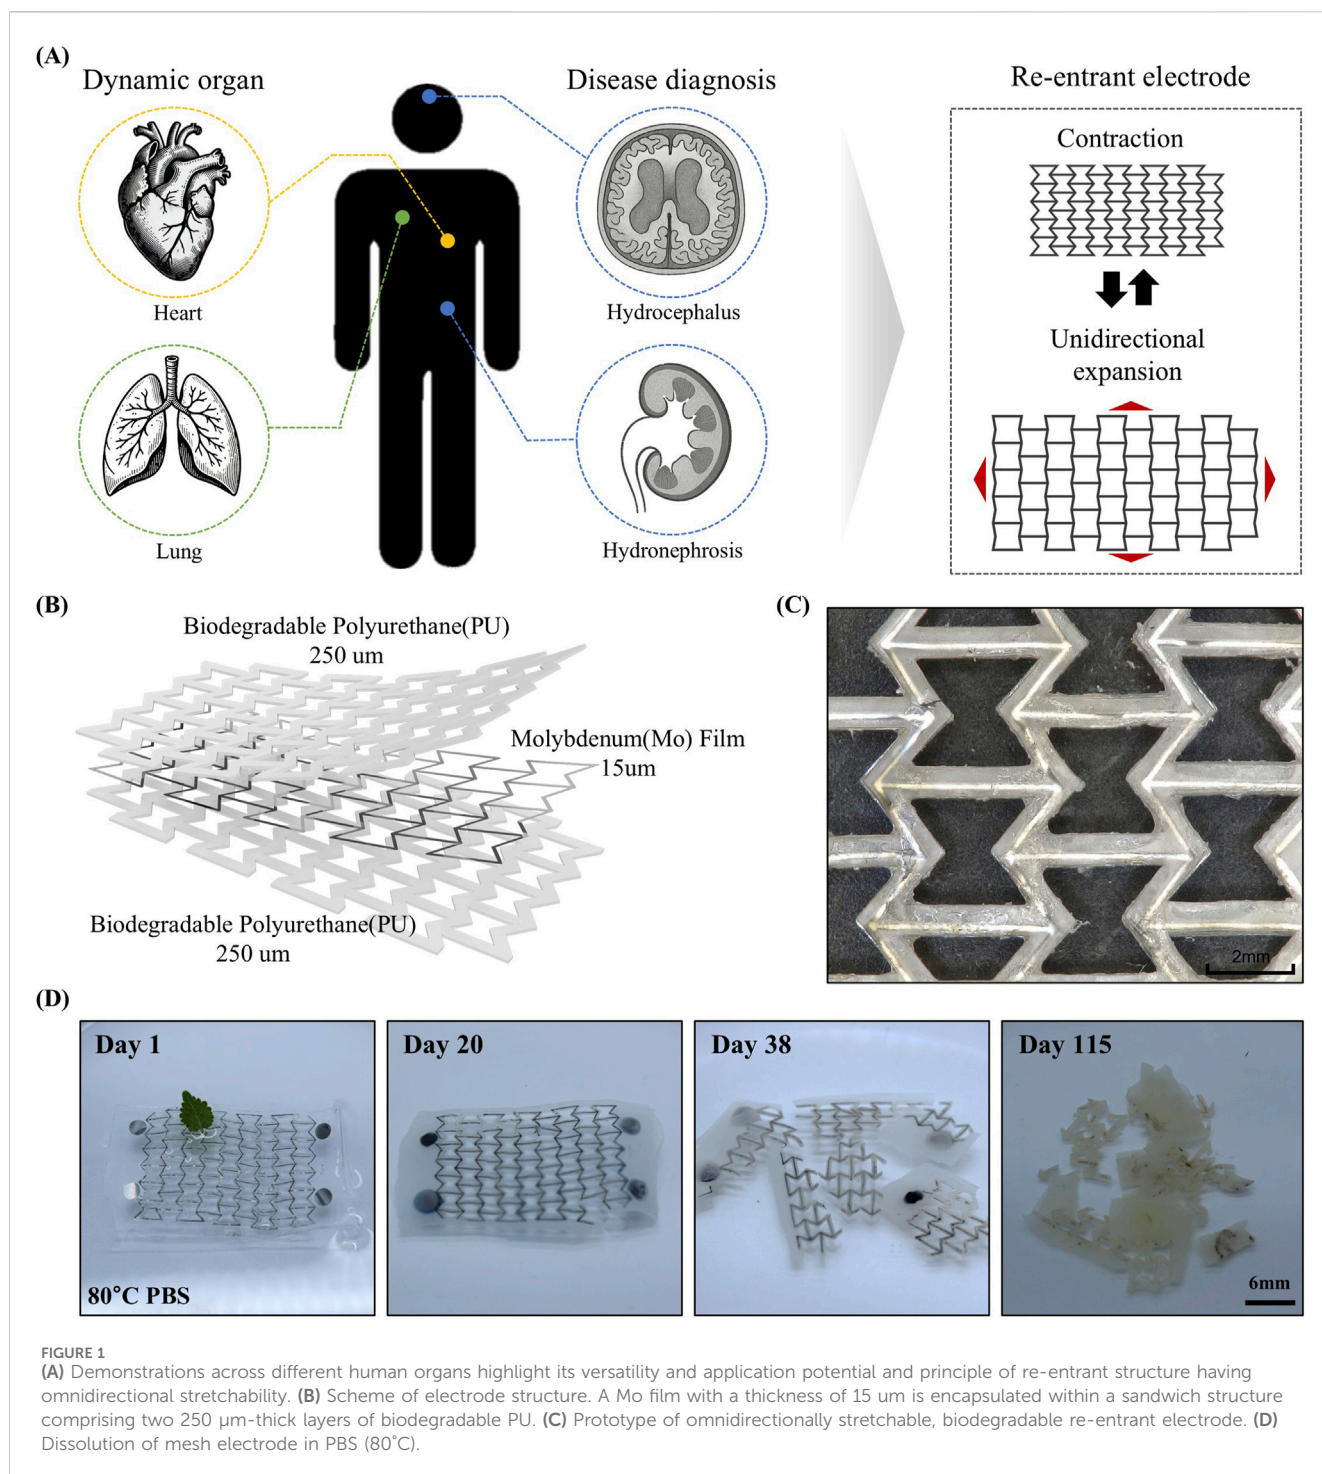 (A)
Dynamic organ
Disease diagnosis
Re-entrant electrode
Heart
Lung
Hydrocephalus
Hydronephrosis
Contraction
Unidirectional
expansion
(B)
Biodegradable Polyurethane(PU)
250 um
Molybdenum(Mo) Film
15um
Biodegradable Polyurethane(PU)
250 um
(C)
2mm
(D)
Day 1
80°C PBS
Day 20
Day 38
Day 115
6mm
FIGURE 1
(A) Demonstrations across different human organs highlight its versatility and application potential and principle of re-entrant structure having
omnidirectional stretchability. (B) Scheme of electrode structure. A Mo film with a thickness of 15 um is encapsulated within a sandwich structure
comprising two 250 μm-thick layers of biodegradable PU. (C) Prototype of omnidirectionally stretchable, biodegradable re-entrant electrode. (D)
Dissolution of mesh electrode in PBS (80°C).